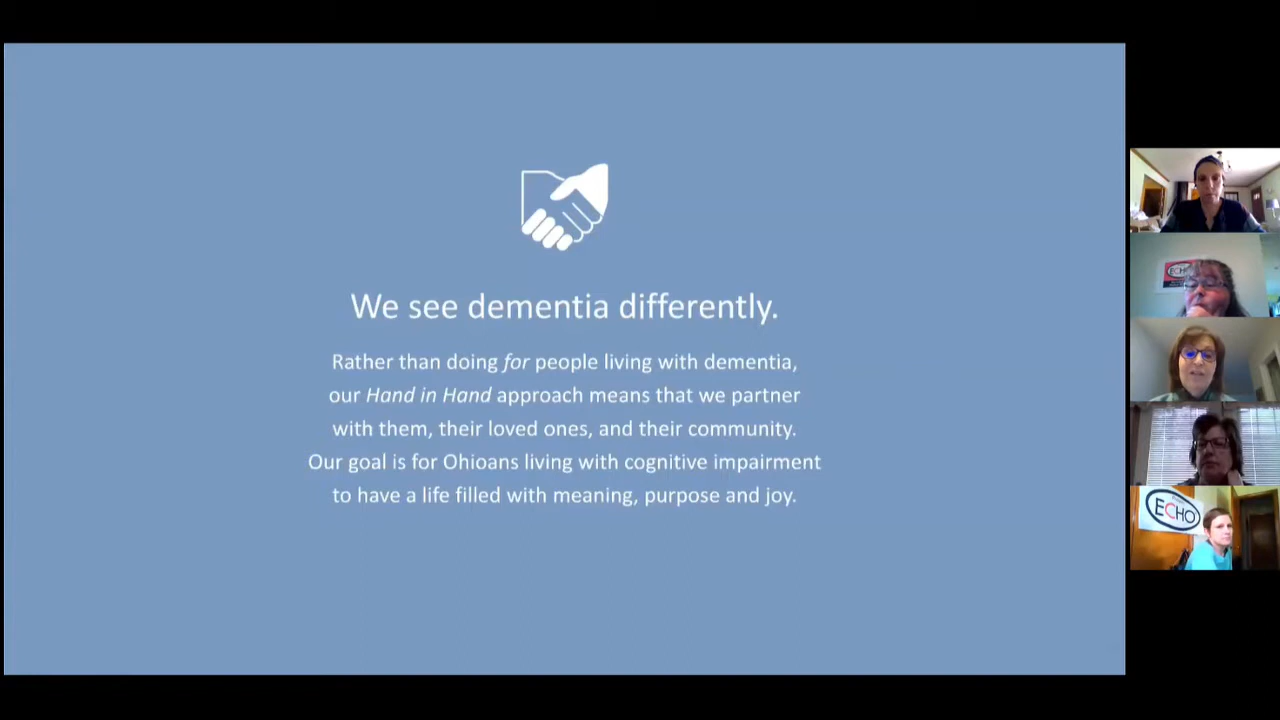 We see dementia differently.
Rather than doing for people living with dementia,
our Hand in Hand approach means that we partner
with them, their loved ones, and their community.
Our goal is for Ohioans living with cognitive impairment
to have a life filled with meaning, purpose and joy.
ECHO
ECHO